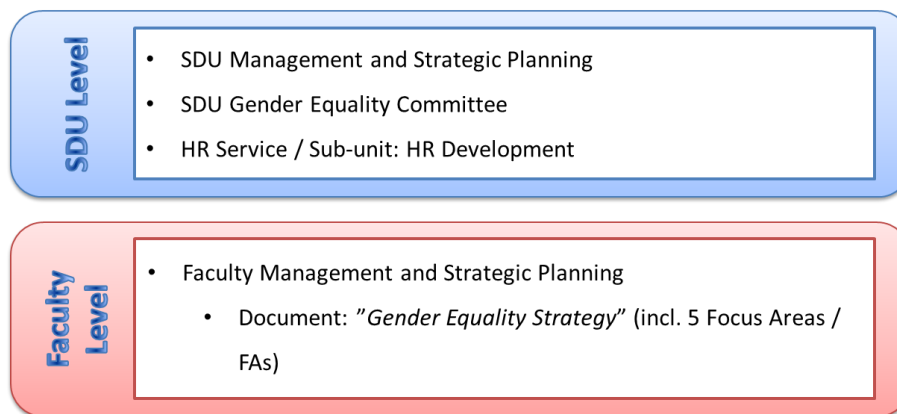 SDU Level
• SDU Management and Strategic Planning
• SDU Gender Equality Committee
• HR Service / Sub-unit: HR Development
Faculty
Level
• Faculty Management and Strategic Planning
• Document: ”Gender Equality Strategy” (incl. 5 Focus Areas /
FAs)